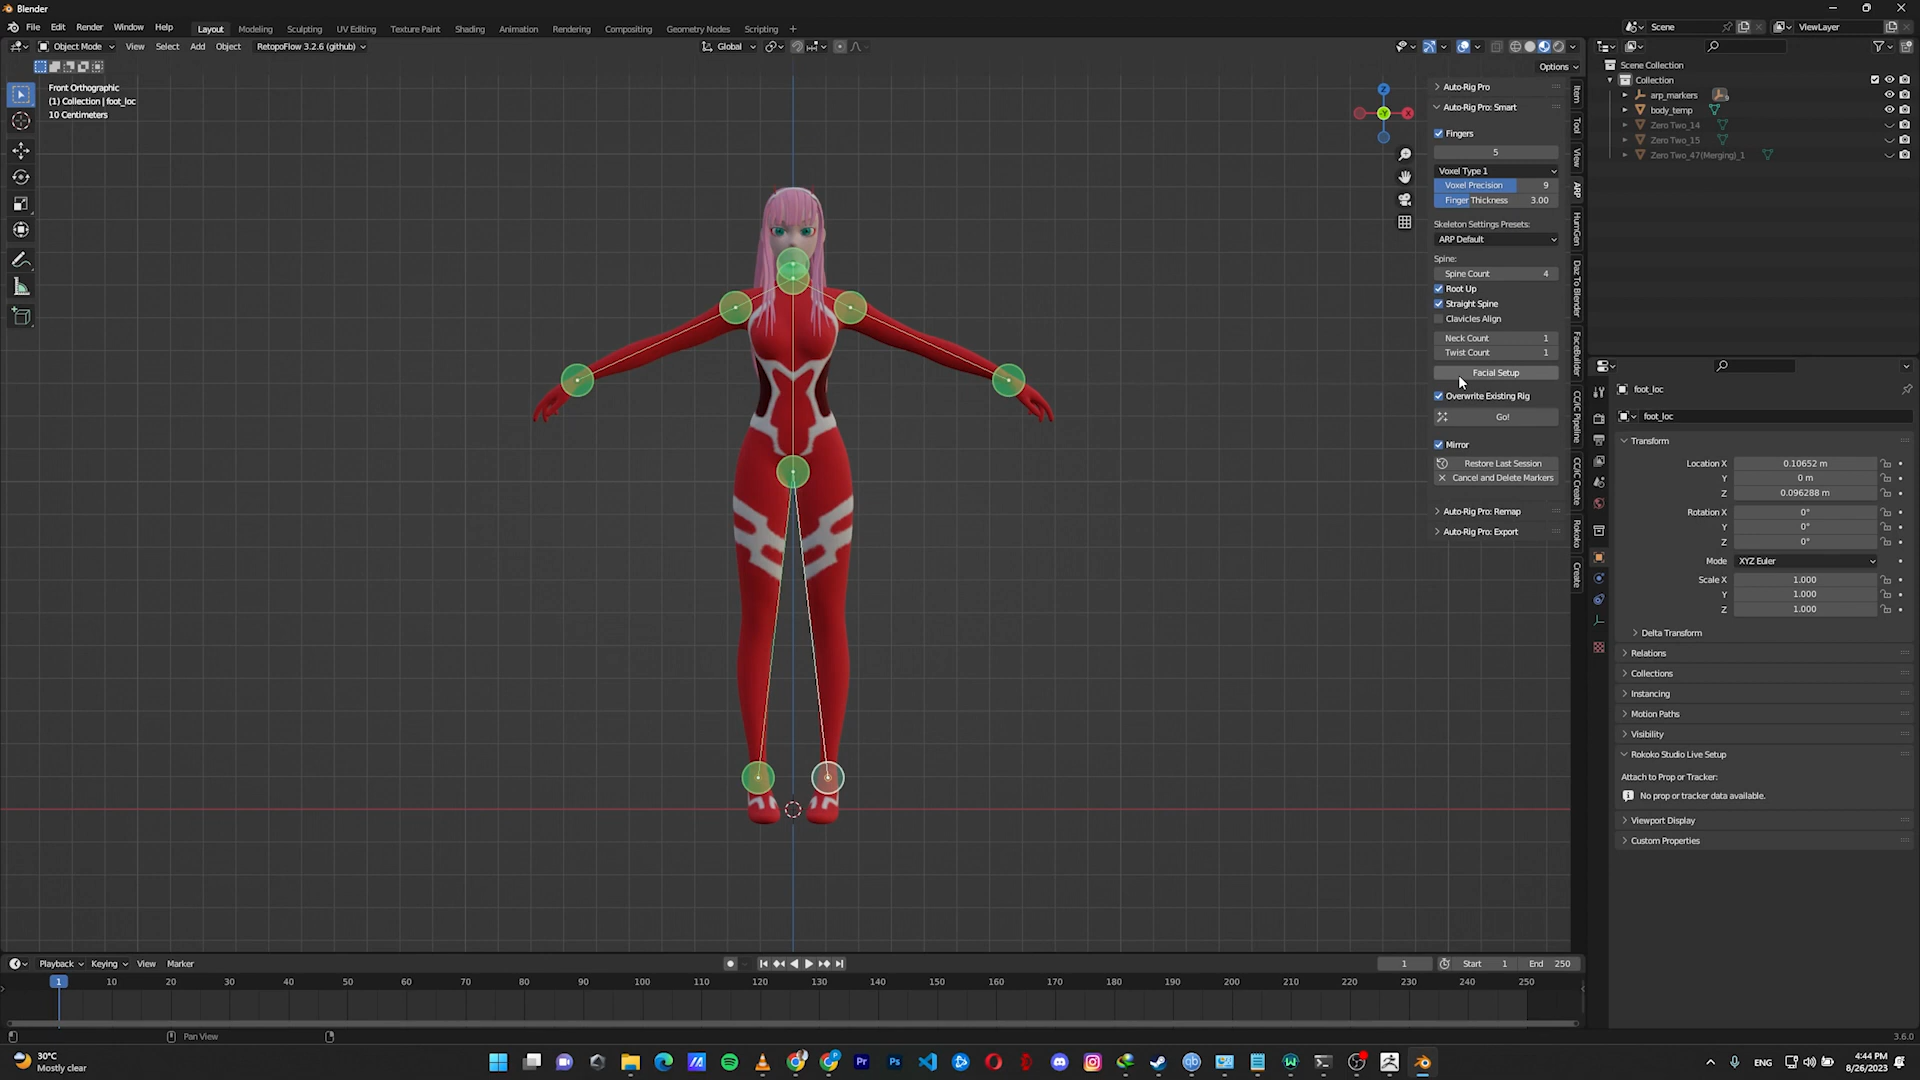 Blender
File Edit Render Window Help
Layout Modeling Sculpting UV Editing Texture Paint Shading Animation Rendering Compositing Geometry Nodes Scripting +
Scene
ViewLayer
Object Mode View Select Add Object RetopoFlow 3.2.6 (github)
Global
Options
Front Orthographic
(1) Collection | foot_loc
10 Centimeters
Z
Y
X
Auto-Rig Pro
Auto-Rig Pro: Smart
Fingers
5
Voxel Type 1
Voxel Precision 9
Finger Thickness 3.00
Skeleton Settings Presets:
ARP Default
Spine:
Spine Count 4
Root Up
Straight Spine
Clavicles Align
Neck Count 1
Twist Count 1
Facial Setup
Overwrite Existing Rig
Go!
Mirror
Restore Last Session
Cancel and Delete Markers
Auto-Rig Pro: Remap
Auto-Rig Pro: Export
Item
Tool
View
ARP
HumGen
Daz To Blender
FaceBuilder
CC/iC Pipeline
CC/iC Create
Rokoko
Create
Scene Collection
Collection
arp_markers
body_temp
Zero Two_14
Zero Two_15
Zero Two_47(Merging)_1
foot_loc
foot_loc
Transform
Location X 0.10652 m
Y 0 m
Z 0.096288 m
Rotation X 0°
Y 0°
Z 0°
Mode XYZ Euler
Scale X 1.000
Y 1.000
Z 1.000
Delta Transform
Relations
Collections
Instancing
Motion Paths
Visibility
Rokoko Studio Live Setup
Attach to Prop or Tracker:
No prop or tracker data available.
Viewport Display
Custom Properties
Playback Keying View Marker
1 Start 1 End 250
1 10 20 30 40 50 60 70 80 90 100 110 120 130 140 150 160 170 180 190 200 210 220 230 240 250
Pan View
3.6.0
30°C
Mostly clear
Pr
Ps
ENG
4:44 PM
8/26/2023